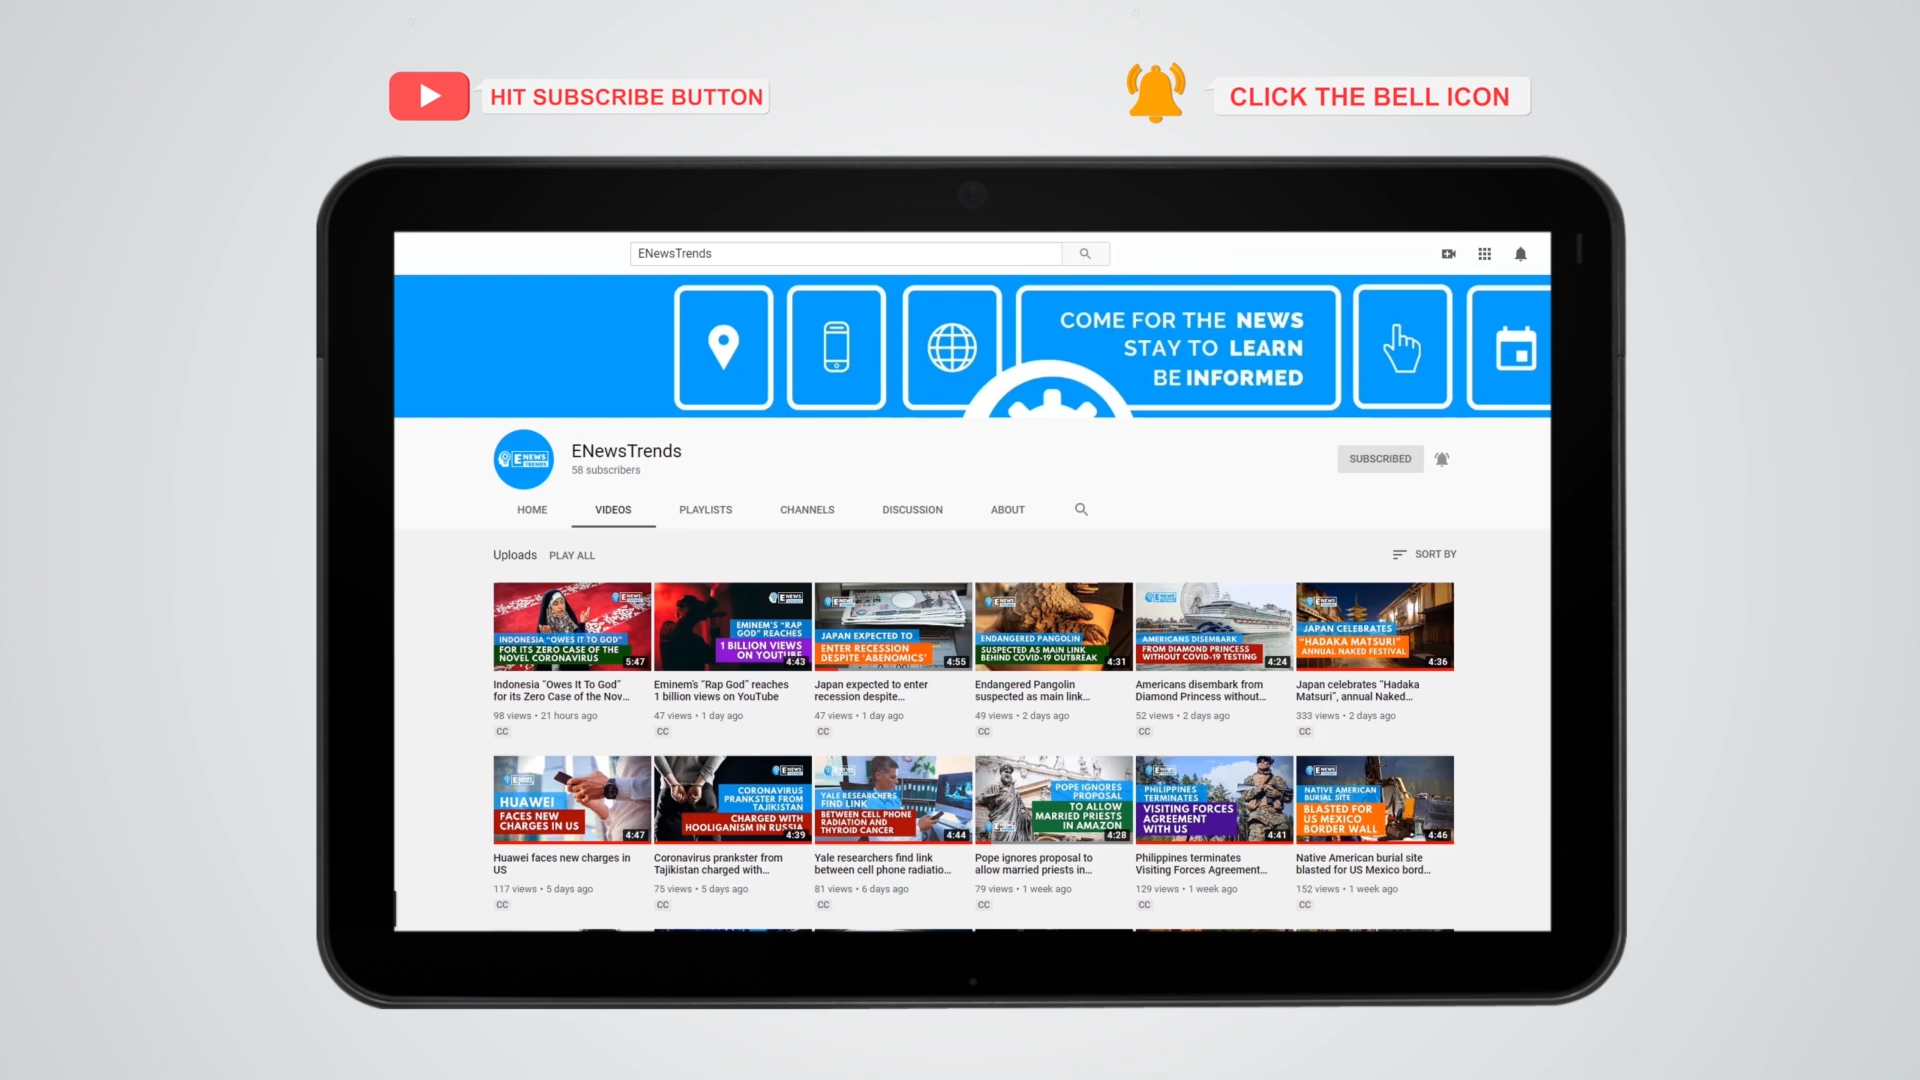 HIT SUBSCRIBE BUTTON
CLICK THE BELL ICON
ENewsTrends
COME FOR THE NEWS
STAY TO LEARN
BE INFORMED
E NEWS
TRENDS
ENewsTrends
58 subscribers
SUBSCRIBED
HOME VIDEOS PLAYLISTS CHANNELS DISCUSSION ABOUT
Uploads PLAY ALL
SORT BY
INDONESIA "OWES IT TO GOD"
FOR ITS ZERO CASE OF THE
NOVEL CORONAVIRUS
5:47
EMINEM'S "RAP
GOD" REACHES
1 BILLION VIEWS
ON YOUTUBE
4:43
JAPAN EXPECTED TO
ENTER RECESSION
DESPITE 'ABENOMICS'
4:55
ENDANGERED PANGOLIN
SUSPECTED AS MAIN LINK
BEHIND COVID-19 OUTBREAK
4:31
AMERICANS DISEMBARK
FROM DIAMOND PRINCESS
WITHOUT COVID-19 TESTING
4:24
JAPAN CELEBRATES
"HADAKA MATSURI"
ANNUAL NAKED FESTIVAL
4:36
Indonesia "Owes It To God"
for its Zero Case of the Nov...
98 views • 21 hours ago
CC
Eminem's "Rap God" reaches
1 billion views on YouTube
47 views • 1 day ago
CC
Japan expected to enter
recession despite...
47 views • 1 day ago
CC
Endangered Pangolin
suspected as main link...
49 views • 2 days ago
CC
Americans disembark from
Diamond Princess without...
52 views • 2 days ago
CC
Japan celebrates "Hadaka
Matsuri", annual Naked...
333 views • 2 days ago
CC
HUAWEI
FACES NEW
CHARGES IN US
4:47
CORONAVIRUS
PRANKSTER FROM
TAJIKISTAN
CHARGED WITH
HOOLIGANISM IN RUSSIA
4:39
YALE RESEARCHERS
FIND LINK
BETWEEN CELL PHONE
RADIATION AND
THYROID CANCER
4:44
POPE IGNORES
PROPOSAL
TO ALLOW
MARRIED PRIESTS
IN AMAZON
4:28
PHILIPPINES
TERMINATES
VISITING FORCES
AGREEMENT
WITH US
4:41
NATIVE AMERICAN
BURIAL SITE
BLASTED FOR
US MEXICO
BORDER WALL
4:46
Huawei faces new charges in
US
117 views • 5 days ago
CC
Coronavirus prankster from
Tajikistan charged with...
75 views • 5 days ago
CC
Yale researchers find link
between cell phone radiatio...
81 views • 6 days ago
CC
Pope ignores proposal to
allow married priests in...
79 views • 1 week ago
CC
Philippines terminates
Visiting Forces Agreement...
129 views • 1 week ago
CC
Native American burial site
blasted for US Mexico bord...
152 views • 1 week ago
CC